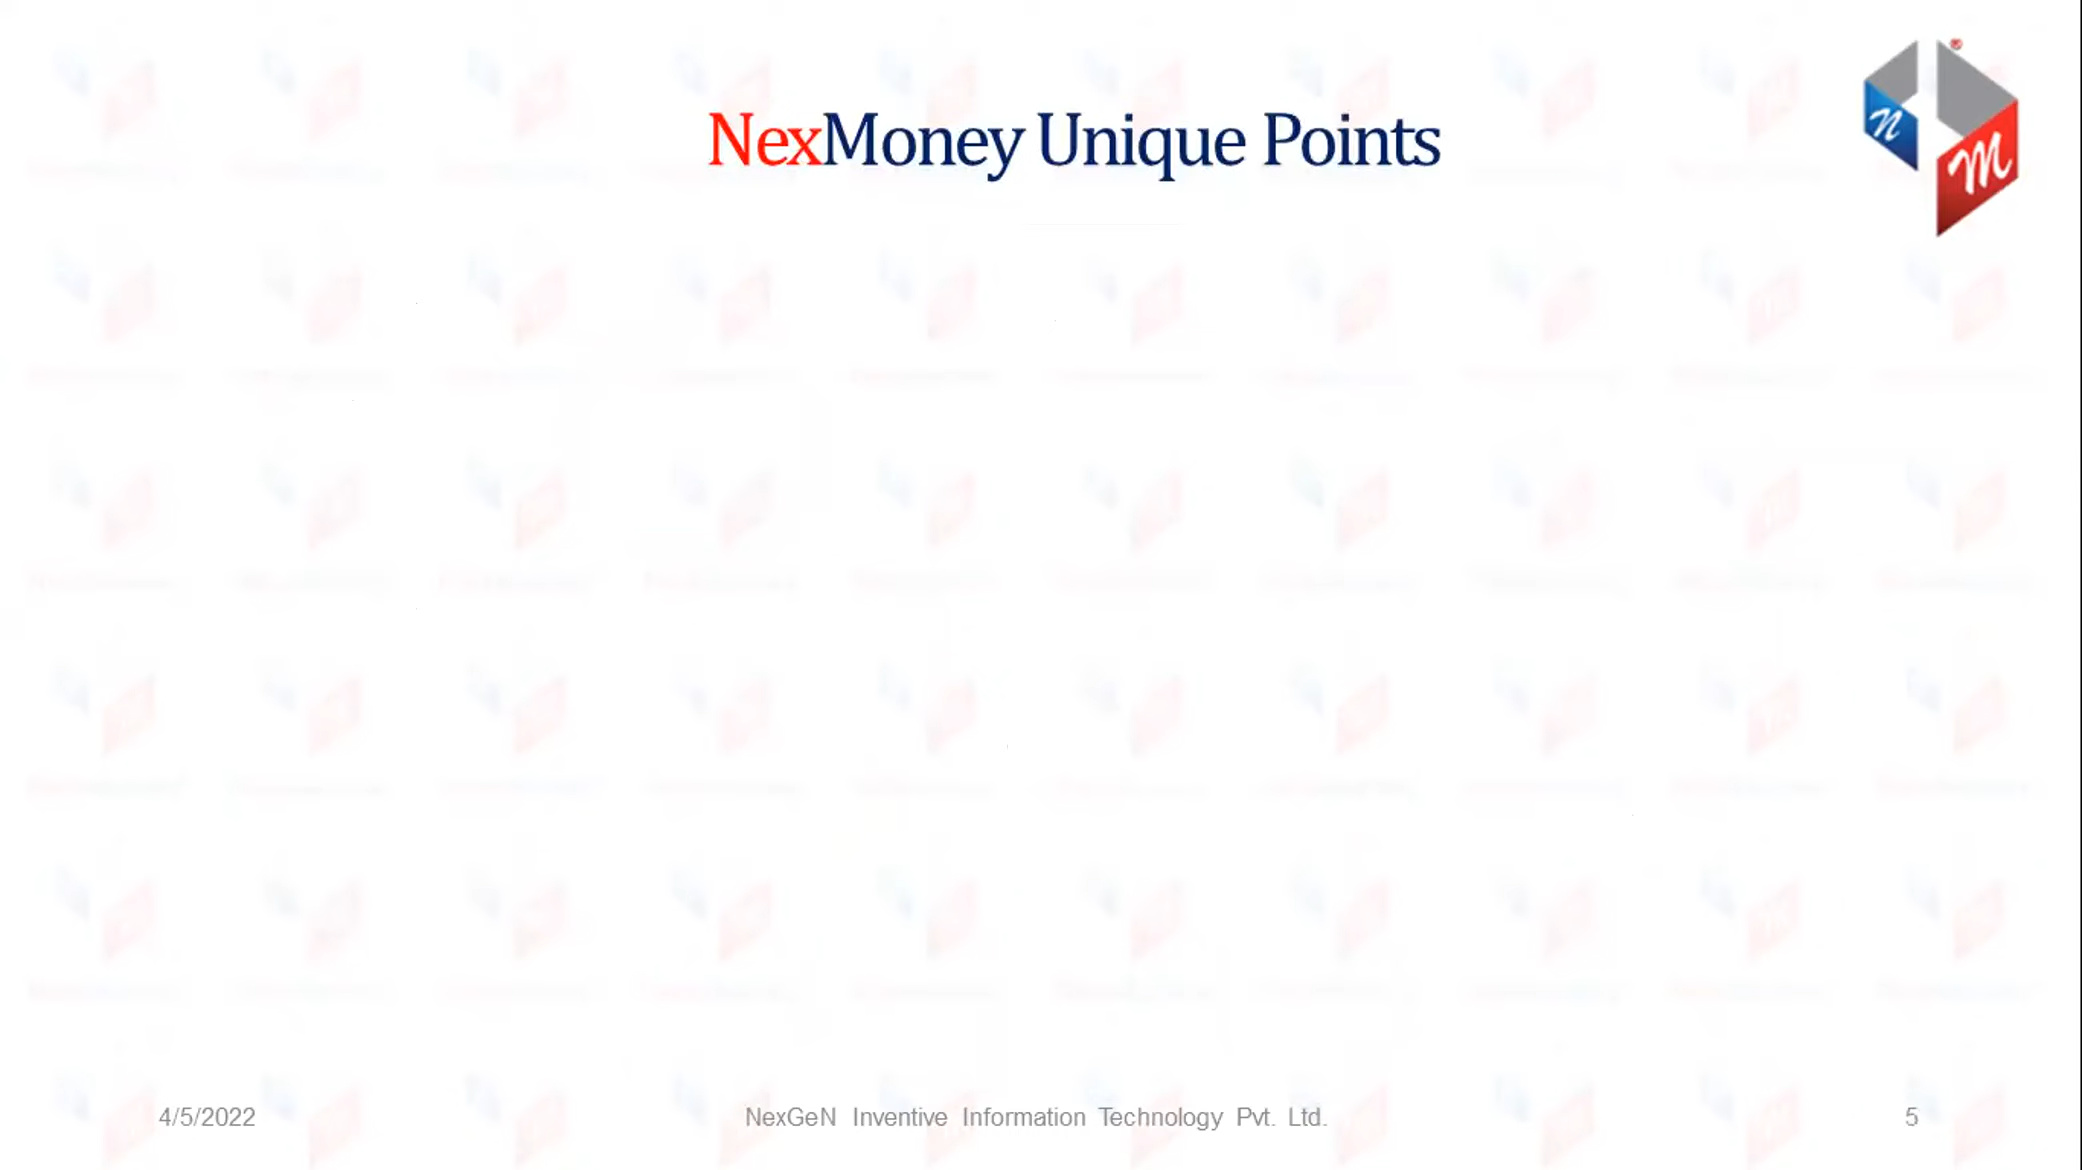 NexMoney Unique Points
n
m
®
4/5/2022
NexGeN Inventive Information Technology Pvt. Ltd.
5